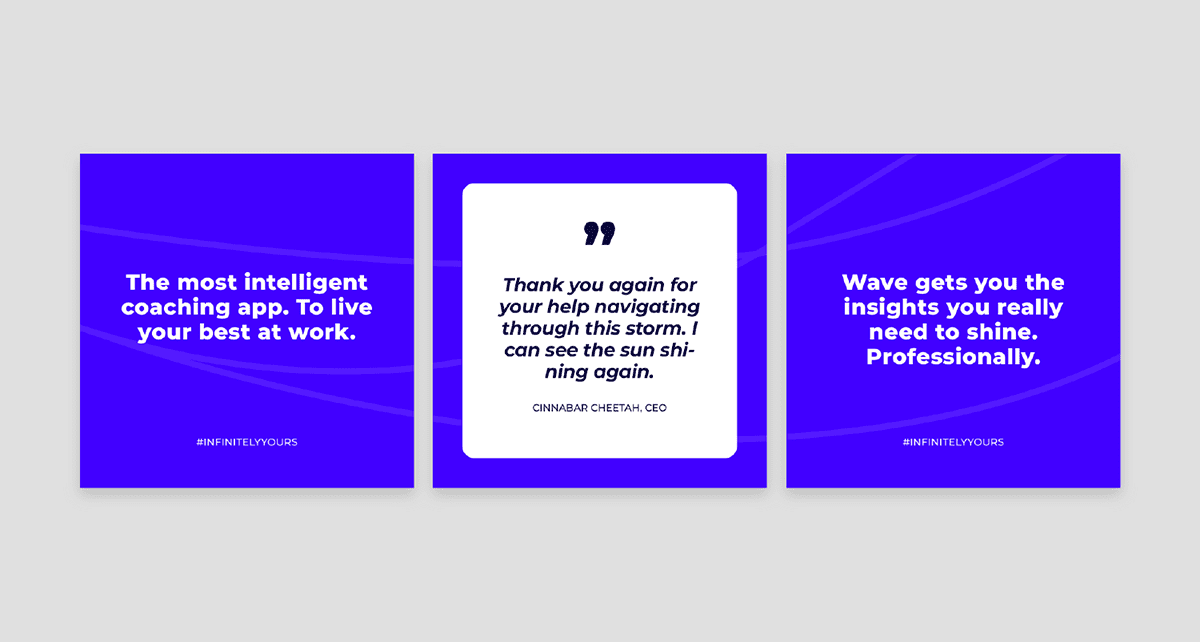 The most intelligent
coaching app. To live
your best at work.
#INFINITELYYOURS
”
Thank you again for
your help navigating
through this storm. I
can see the sun shi-
ning again.
CINNABAR CHEETAH, CEO
Wave gets you the
insights you really
need to shine.
Professionally.
#INFINITELYYOURS